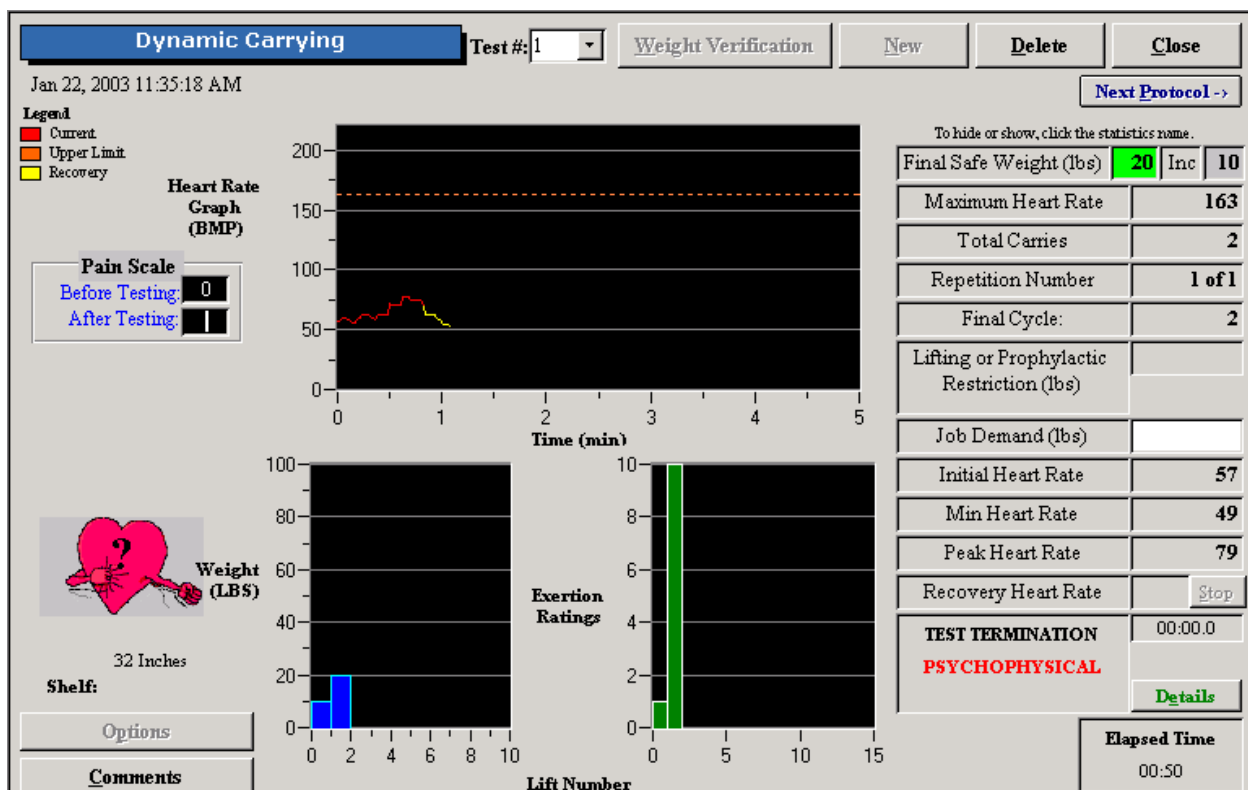 Dynamic Carrying
Test #: 1
Weight Verification
New
Delete
Close
Jan 22, 2003 11:35:18 AM
Next Protocol ->
Legend
Current
Upper Limit
Recovery
Heart Rate
Graph
(BMP)
200
150
100
50
0
0 1 2 3 4 5
Time (min)
Pain Scale
Before Testing: 0
After Testing:
To hide or show, click the statistics name.
Final Safe Weight (lbs) 20 Inc 10
Maximum Heart Rate 163
Total Carries 2
Repetition Number 1 of 1
Final Cycle: 2
Lifting or Prophylactic
Restriction (lbs)
Job Demand (lbs)
Initial Heart Rate 57
Min Heart Rate 49
Peak Heart Rate 79
Recovery Heart Rate Stop
TEST TERMINATION 00:00.0
PSYCHOPHYSICAL
Details
Elapsed Time
00:50
?
32 Inches
Shelf:
Options
Comments
Weight
(LBS)
100
80
60
40
20
0
0 2 4 6 8 10
Exertion
Ratings
10
8
6
4
2
0
0 5 10 15
Lift Number